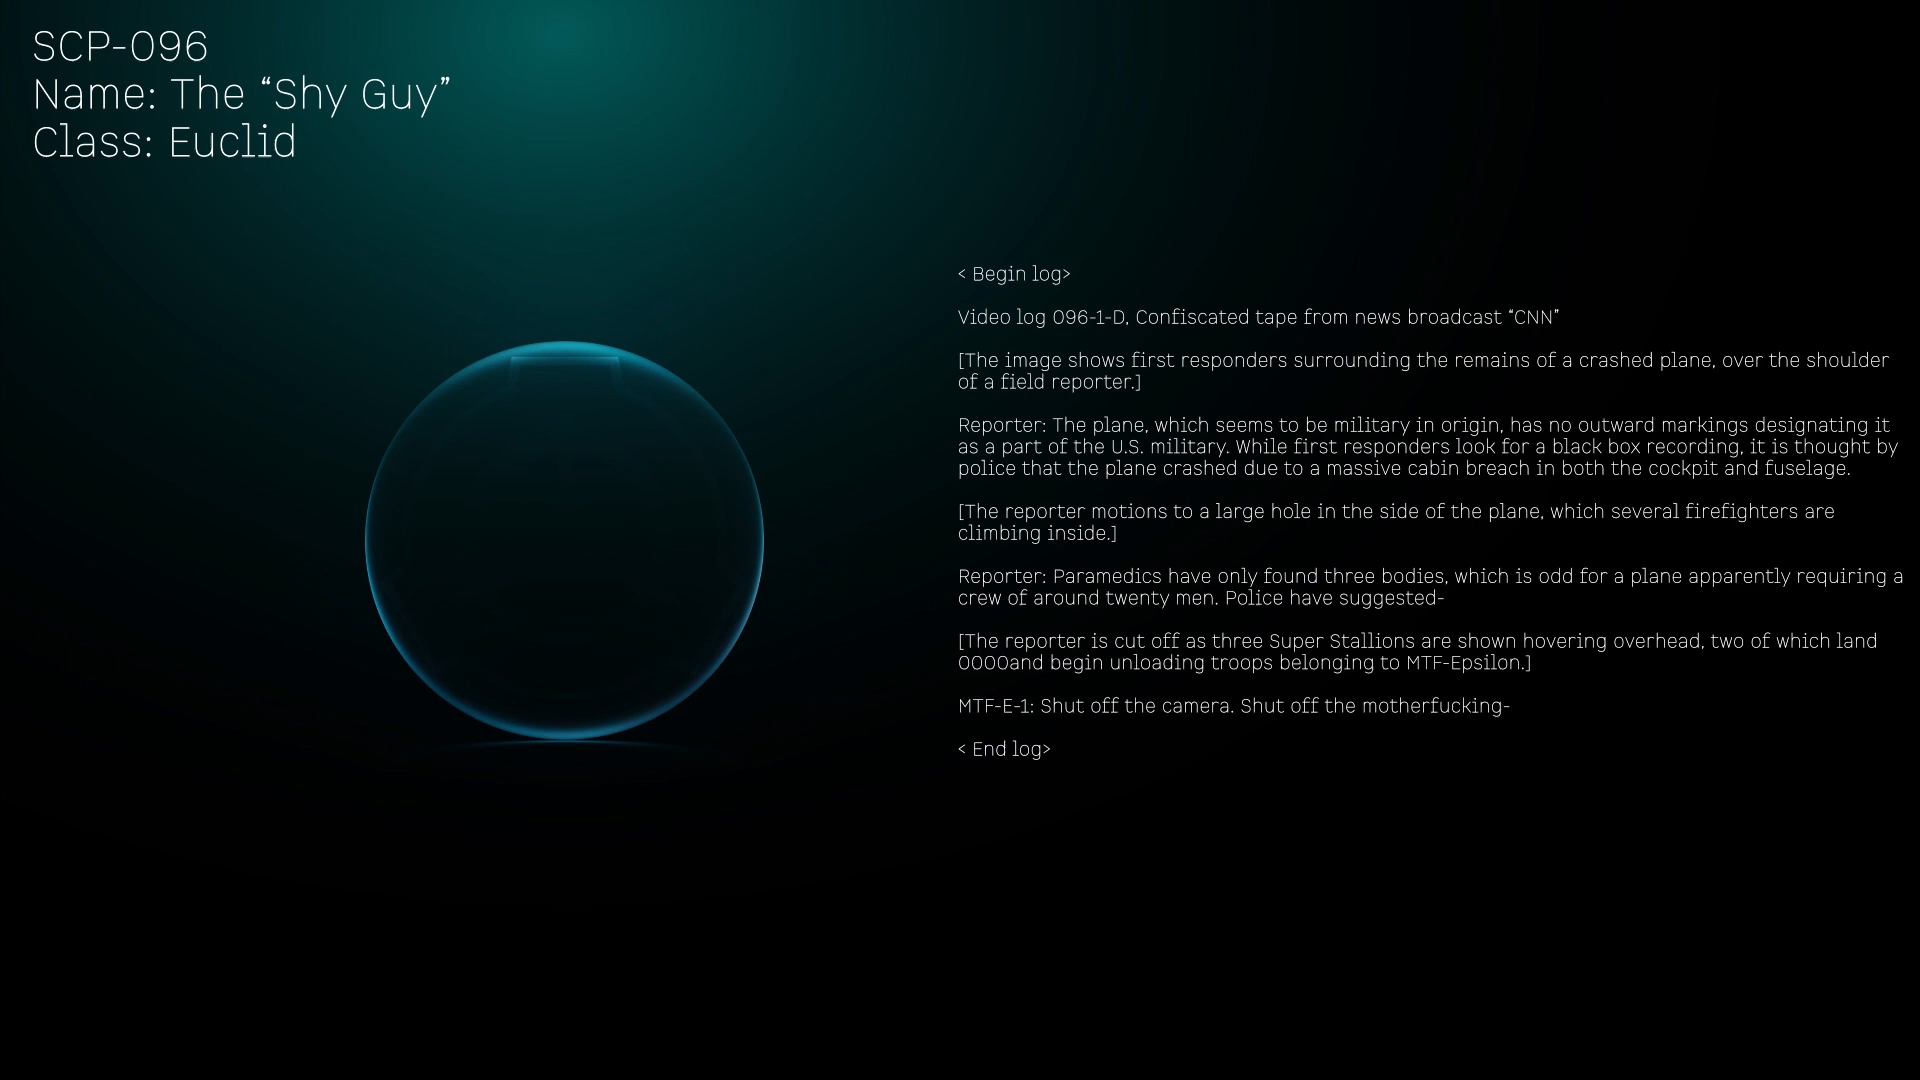 SCP-096
Name: The “Shy Guy”
Class: Euclid
< Begin log>
Video log 096-1-D, Confiscated tape from news broadcast “CNN”
[The image shows first responders surrounding the remains of a crashed plane, over the shoulder
of a field reporter.]
Reporter: The plane, which seems to be military in origin, has no outward markings designating it
as a part of the U.S. military. While first responders look for a black box recording, it is thought by
police that the plane crashed due to a massive cabin breach in both the cockpit and fuselage.
[The reporter motions to a large hole in the side of the plane, which several firefighters are
climbing inside.]
Reporter: Paramedics have only found three bodies, which is odd for a plane apparently requiring a
crew of around twenty men. Police have suggested-
[The reporter is cut off as three Super Stallions are shown hovering overhead, two of which land
0000and begin unloading troops belonging to MTF-Epsilon.]
MTF-E-1: Shut off the camera. Shut off the motherfucking-
< End log>